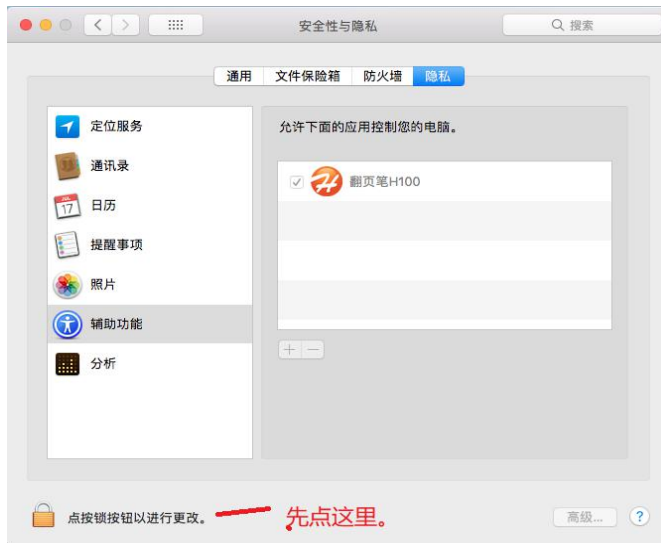 安全性与隐私
搜索
通用 文件保险箱 防火墙 隐私
定位服务
通讯录
JUL
17
日历
提醒事项
照片
辅助功能
分析
允许下面的应用控制您的电脑。
翻页笔H100
+ −
点按锁按钮以进行更改。
先点这里。
高级...
?